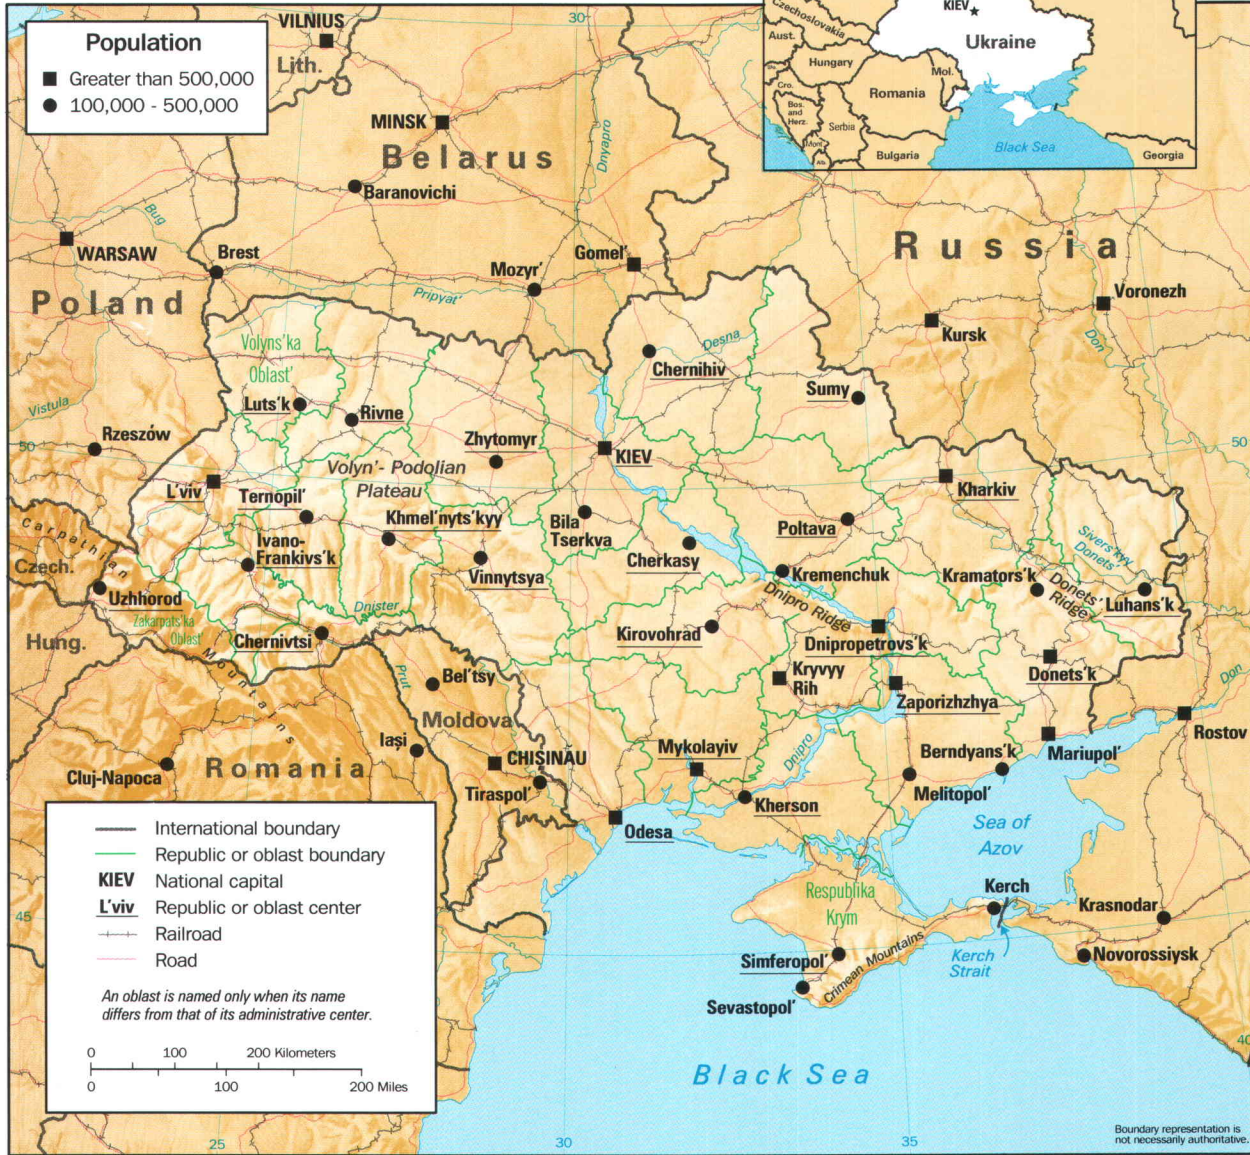 Population
Greater than 500,000
100,000 - 500,000
VILNIUS
Lith.
30
KIEV
Czechoslovakia
Ukraine
Aust.
Hungary
Mol.
Cro.
Romania
Bos.
and
Herz.
Serbia
Mont.
Alb.
Bulgaria
Black Sea
Georgia
MINSK
Belarus
Dnyapro
Baranovichi
Bug
WARSAW
Brest
Gomel'
Mozyr'
Pripyat'
Poland
Russia
Voronezh
Kursk
Don
Volyns'ka
Oblast'
Desna
Chernihiv
Sumy
Luts'k
Rivne
Vistula
Rzeszów
50
Zhytomyr
KIEV
50
Volyn'- Podolian
Plateau
L'viv
Ternopil'
Kharkiv
Khmel'nyts'kyy
Bila
Tserkva
Poltava
Carpathian
Ivano-
Frankivs'k
Cherkasy
Sivers'kyy
Donets'
Czech.
Vinnytsya
Kremenchuk
Kramators'k
Donets'
Ridge
Luhans'k
Uzhhorod
Zakarpats'ka
Oblast'
Dnister
Dnipro Ridge
Hung.
Chernivtsi
Kirovohrad
Dnipropetrovs'k
Mountains
Prut
Bel'tsy
Kryvyy
Rih
Donets'k
Don
Zaporizhzhya
Moldova
Iaşi
Rostov
Mykolayiv
Dnipro
Berndyans'k
Mariupol'
Cluj-Napoca
Romania
CHIŞINĂU
Tiraspol'
Melitopol'
Kherson
Odesa
Sea of
Azov
International boundary
Republic or oblast boundary
KIEV National capital
L'viv Republic or oblast center
Railroad
Road
An oblast is named only when its name
differs from that of its administrative center.
0 100 200 Kilometers
0 100 200 Miles
45
Respublika
Krym
Kerch
Krasnodar
Kerch
Strait
Novorossiysk
Simferopol'
Crimean Mountains
Sevastopol'
40
Black Sea
25
30
35
Boundary representation is
not necessarily authoritative.